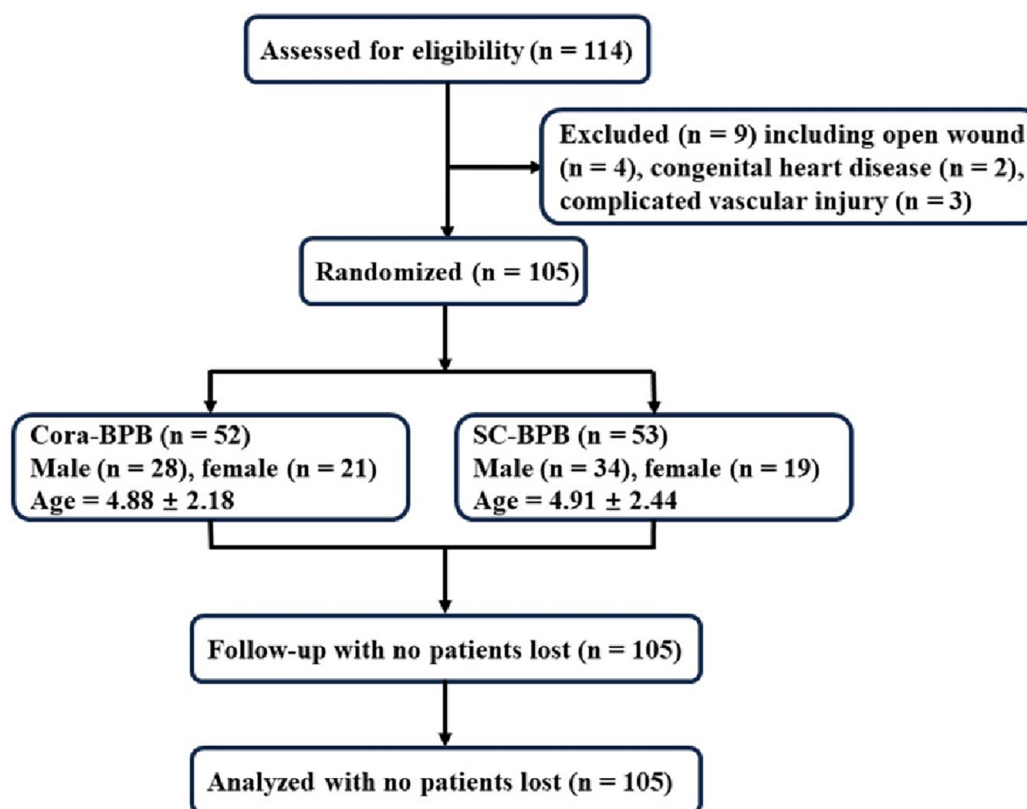 Assessed for eligibility (n = 114)
Excluded (n = 9) including open wound
(n = 4), congenital heart disease (n = 2),
complicated vascular injury (n = 3)
Randomized (n = 105)
Cora-BPB (n = 52)
Male (n = 28), female (n = 21)
Age = 4.88 ± 2.18
SC-BPB (n = 53)
Male (n = 34), female (n = 19)
Age = 4.91 ± 2.44
Follow-up with no patients lost (n = 105)
Analyzed with no patients lost (n = 105)